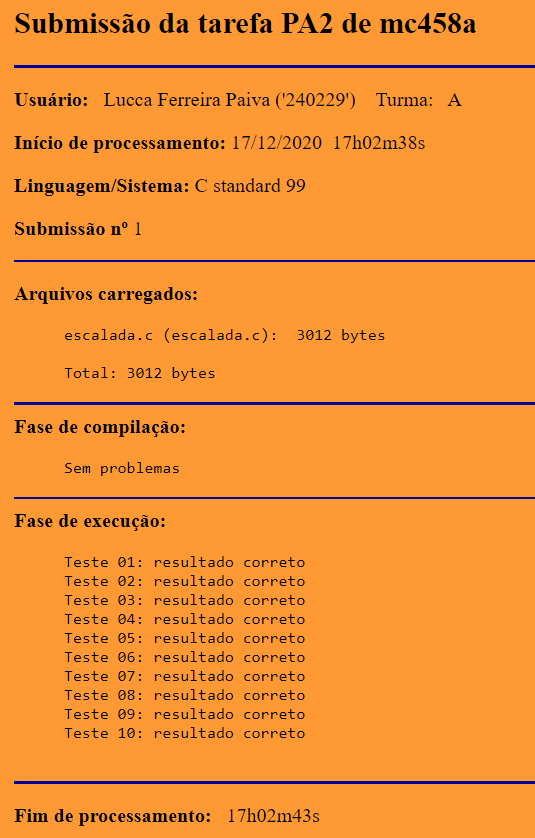 Submissão da tarefa PA2 de mc458a
Usuário: Lucca Ferreira Paiva ('240229') Turma: A
Início de processamento: 17/12/2020 17h02m38s
Linguagem/Sistema: C standard 99
Submissão nº 1
Arquivos carregados:
escalada.c (escalada.c): 3012 bytes
Total: 3012 bytes
Fase de compilação:
Sem problemas
Fase de execução:
Teste 01: resultado correto
Teste 02: resultado correto
Teste 03: resultado correto
Teste 04: resultado correto
Teste 05: resultado correto
Teste 06: resultado correto
Teste 07: resultado correto
Teste 08: resultado correto
Teste 09: resultado correto
Teste 10: resultado correto
Fim de processamento: 17h02m43s